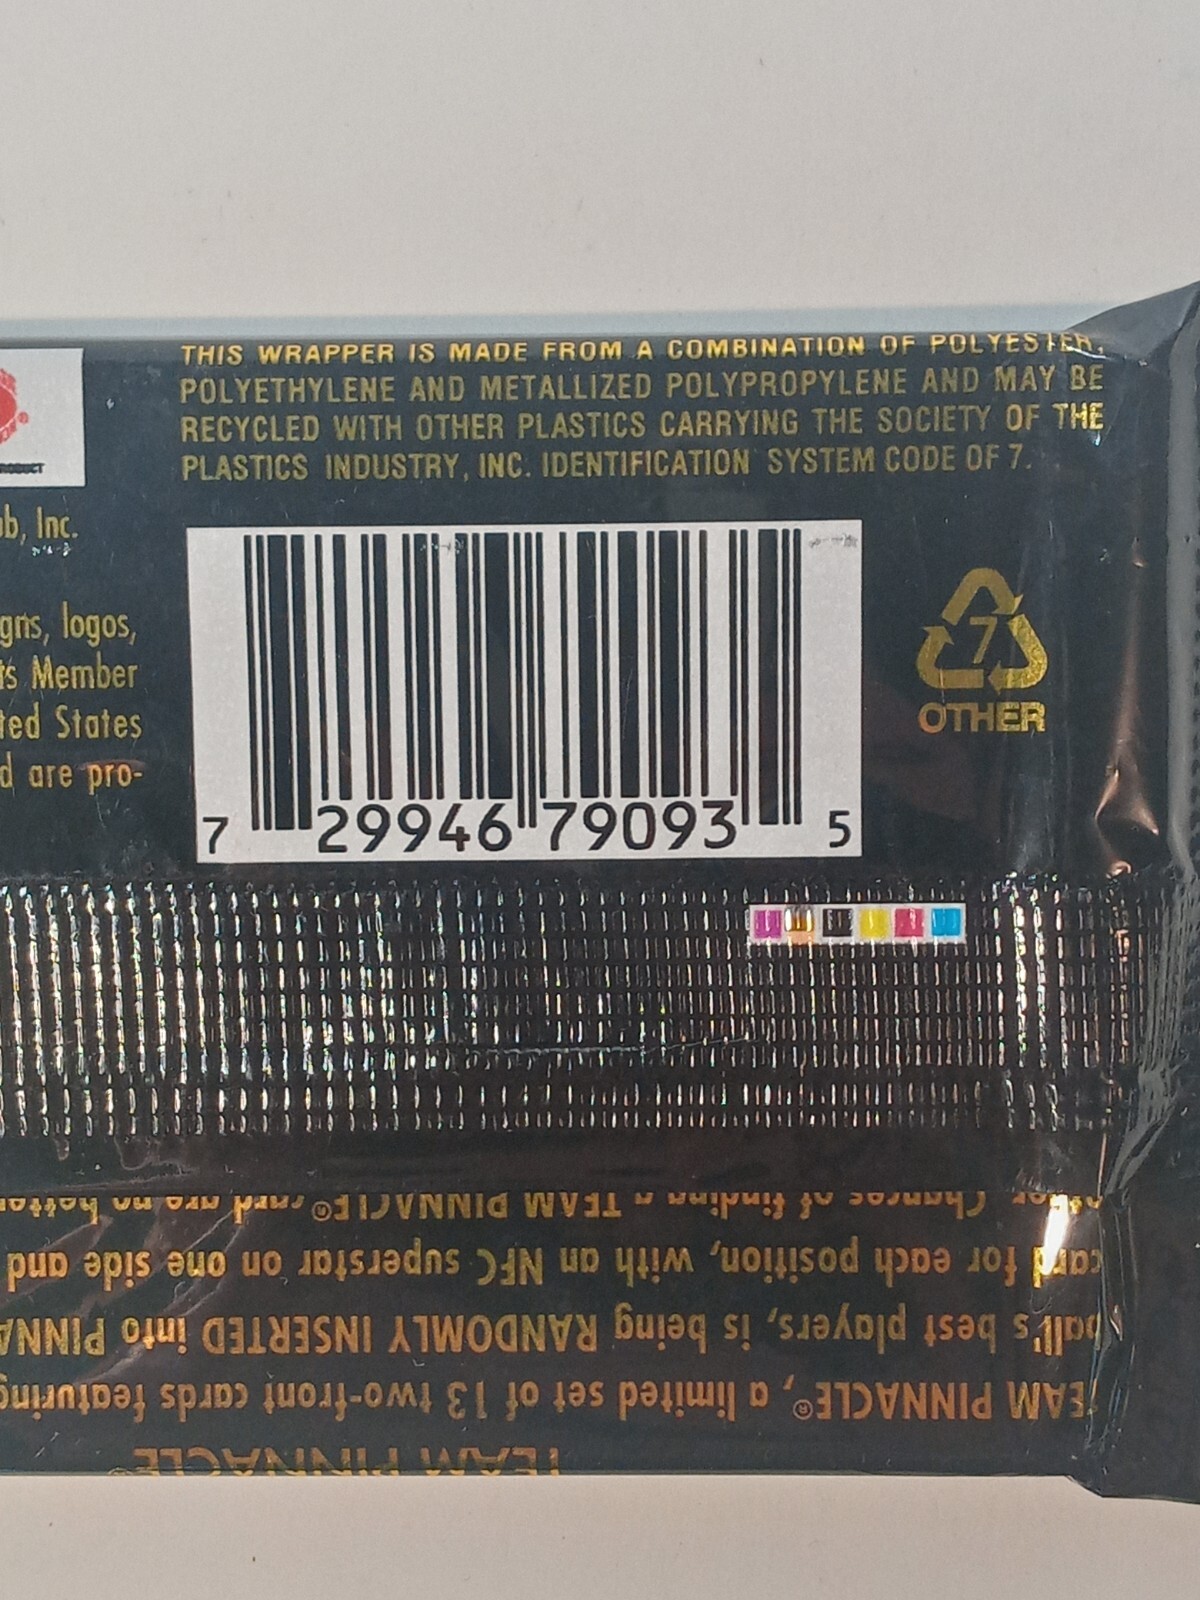 THIS WRAPPER IS MADE FROM A COMBINATION OF POLYESTER,
POLYETHYLENE AND METALLIZED POLYPROPYLENE AND MAY BE
RECYCLED WITH OTHER PLASTICS CARRYING THE SOCIETY OF THE
PLASTICS INDUSTRY, INC. IDENTIFICATION SYSTEM CODE OF 7.
Inc.
logos,
Member
States
are pro-
7 29946 79093 5
7
OTHER
TEAM PINNACLE®
TEAM PINNACLE®, a limited set of 13 two-front cards featuring
best players, is being RANDOMLY INSERTED into
card for each position, with an NFC superstar on one side and
Chances of finding a TEAM PINNACLE® card are no better